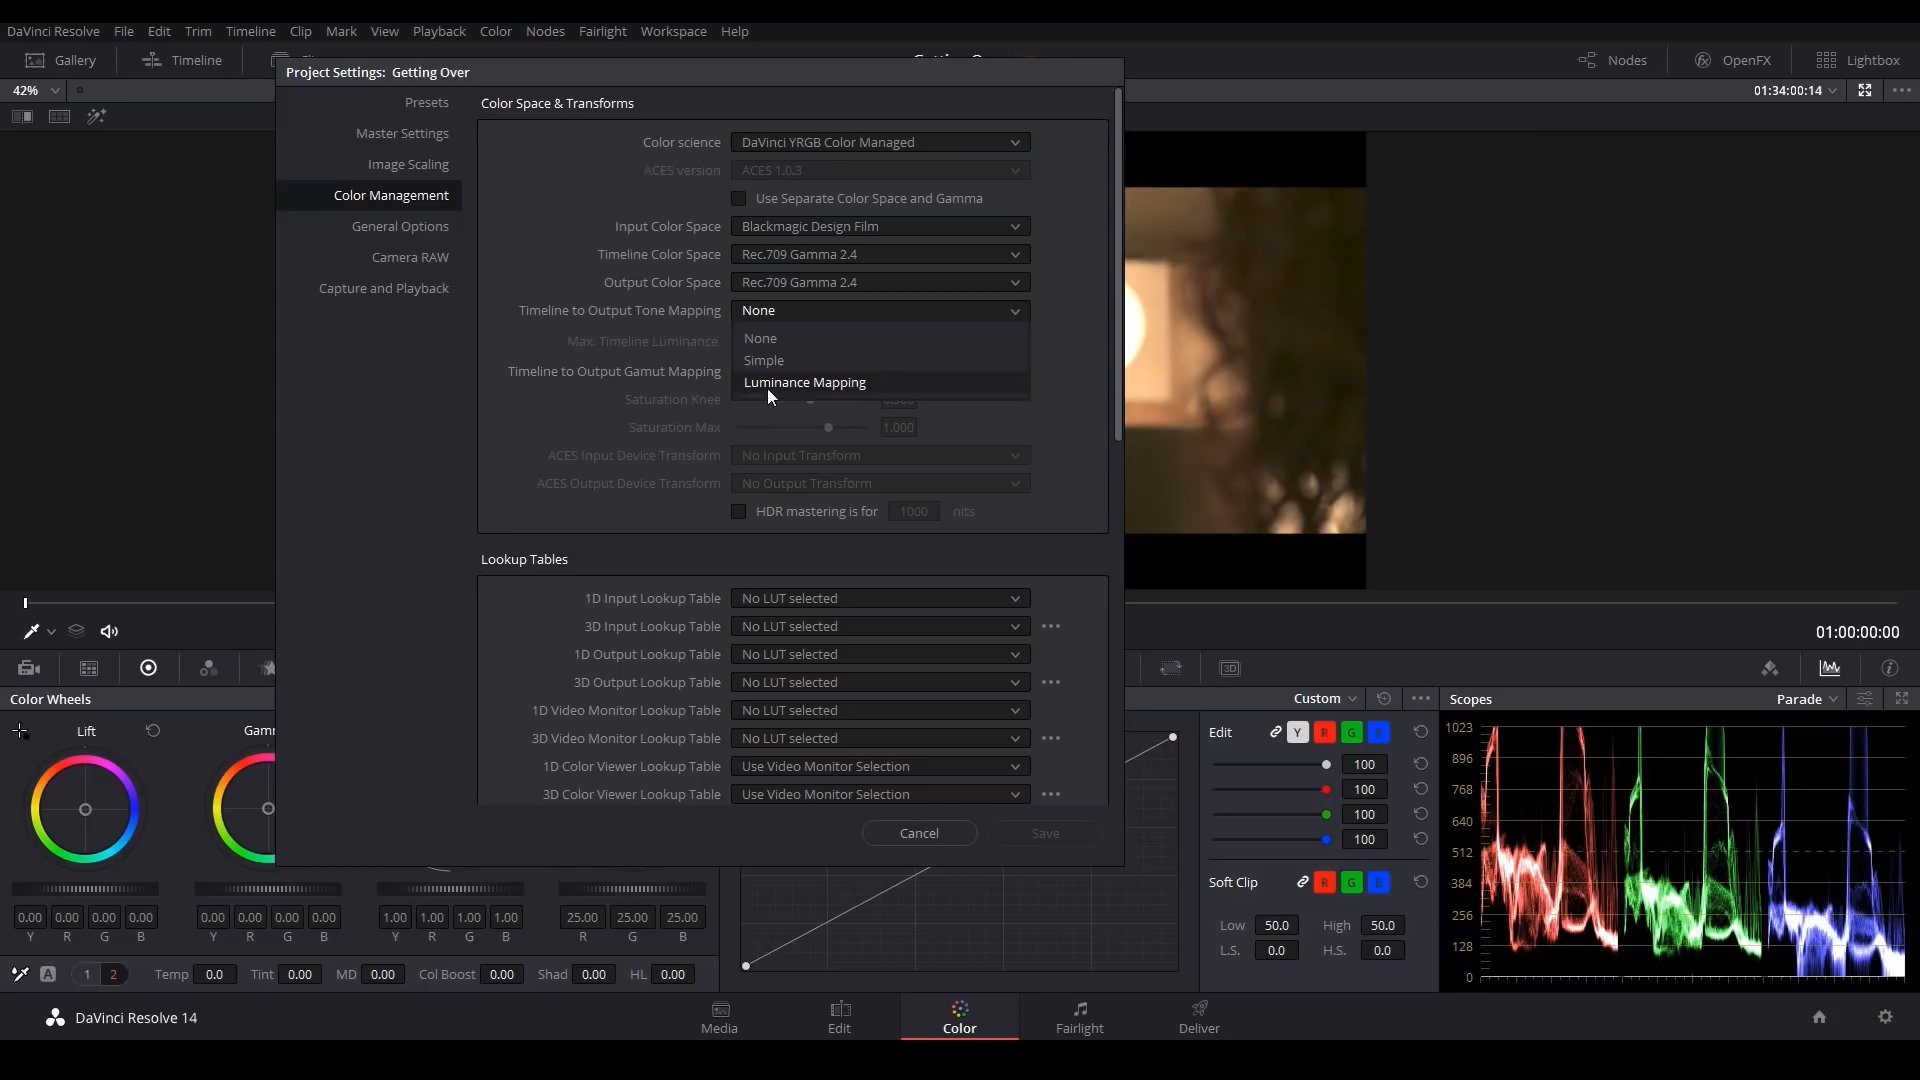 DaVinci Resolve File Edit Trim Timeline Clip Mark View Playback Color Nodes Fairlight Workspace Help
Gallery Timeline Nodes OpenFX Lightbox
Project Settings: Getting Over
42% 01:34:00:14
Presets
Master Settings
Image Scaling
Color Management
General Options
Camera RAW
Capture and Playback
Color Space & Transforms
Color science DaVinci YRGB Color Managed
ACES version ACES 1.0.3
Use Separate Color Space and Gamma
Input Color Space Blackmagic Design Film
Timeline Color Space Rec.709 Gamma 2.4
Output Color Space Rec.709 Gamma 2.4
Timeline to Output Tone Mapping None
None
Simple
Luminance Mapping
Max. Timeline Luminance
Timeline to Output Gamut Mapping
Saturation Knee
Saturation Max 1.000
ACES Input Device Transform No Input Transform
ACES Output Device Transform No Output Transform
HDR mastering is for 1000 nits
Lookup Tables
1D Input Lookup Table No LUT selected
3D Input Lookup Table No LUT selected
1D Output Lookup Table No LUT selected
3D Output Lookup Table No LUT selected
1D Video Monitor Lookup Table No LUT selected
3D Video Monitor Lookup Table No LUT selected
1D Color Viewer Lookup Table Use Video Monitor Selection
3D Color Viewer Lookup Table Use Video Monitor Selection
Cancel Save
01:00:00:00
3D
Color Wheels
Lift
0.00 0.00 0.00 0.00 0.00 0.00 0.00 0.00 1.00 1.00 1.00 1.00 25.00 25.00 25.00
Y R G B Y R G B Y R G B R G B
A 1 2 Temp 0.0 Tint 0.00 MD 0.00 Col Boost 0.00 Shad 0.00 HL 0.00
Custom
Edit Y R G B
100
100
100
100
Soft Clip R G B
Low 50.0 High 50.0
L.S. 0.0 H.S. 0.0
Scopes Parade
1023
896
768
640
512
384
256
128
0
DaVinci Resolve 14
Media Edit Color Fairlight Deliver